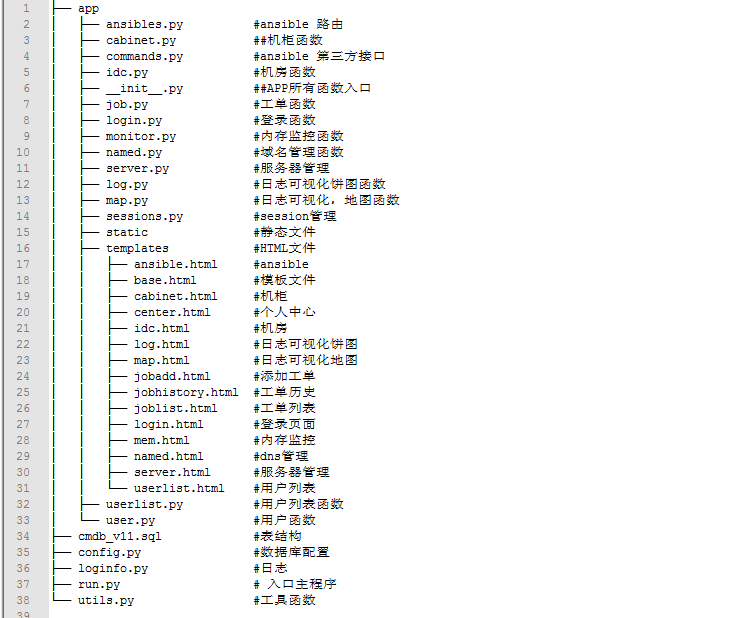 1 ├── app
2 │   ├── ansibles.py          #ansible 路由
3 │   ├── cabinet.py           ##机柜函数
4 │   ├── commands.py          #ansible 第三方接口
5 │   ├── idc.py               #机房函数
6 │   ├── __init__.py          ##APP所有函数入口
7 │   ├── job.py               #工单函数
8 │   ├── login.py             #登录函数
9 │   ├── monitor.py           #内存监控函数
10 │   ├── named.py             #域名管理函数
11 │   ├── server.py            #服务器管理
12 │   ├── log.py               #日志可视化饼图函数
13 │   ├── map.py               #日志可视化，地图函数
14 │   ├── sessions.py          #session管理
15 │   ├── static               #静态文件
16 │   ├── templates            #HTML文件
17 │   │   ├── ansible.html     #ansible
18 │   │   ├── base.html        #模板文件
19 │   │   ├── cabinet.html     #机柜
20 │   │   ├── center.html      #个人中心
21 │   │   ├── idc.html         #机房
22 │   │   ├── log.html         #日志可视化饼图
23 │   │   ├── map.html         #日志可视化地图
24 │   │   ├── jobadd.html      #添加工单
25 │   │   ├── jobhistory.html  #工单历史
26 │   │   ├── joblist.html     #工单列表
27 │   │   ├── login.html       #登录页面
28 │   │   ├── mem.html         #内存监控
29 │   │   ├── named.html       #dns管理
30 │   │   ├── server.html      #服务器管理
31 │   │   └── userlist.html    #用户列表
32 │   ├── userlist.py          #用户列表函数
33 │   └── user.py              #用户函数
34 ├── cmdb_v11.sql             #表结构
35 ├── config.py                #数据库配置
36 ├── loginfo.py               #日志
37 ├── run.py                   # 入口主程序
38 └── utils.py                 #工具函数
39